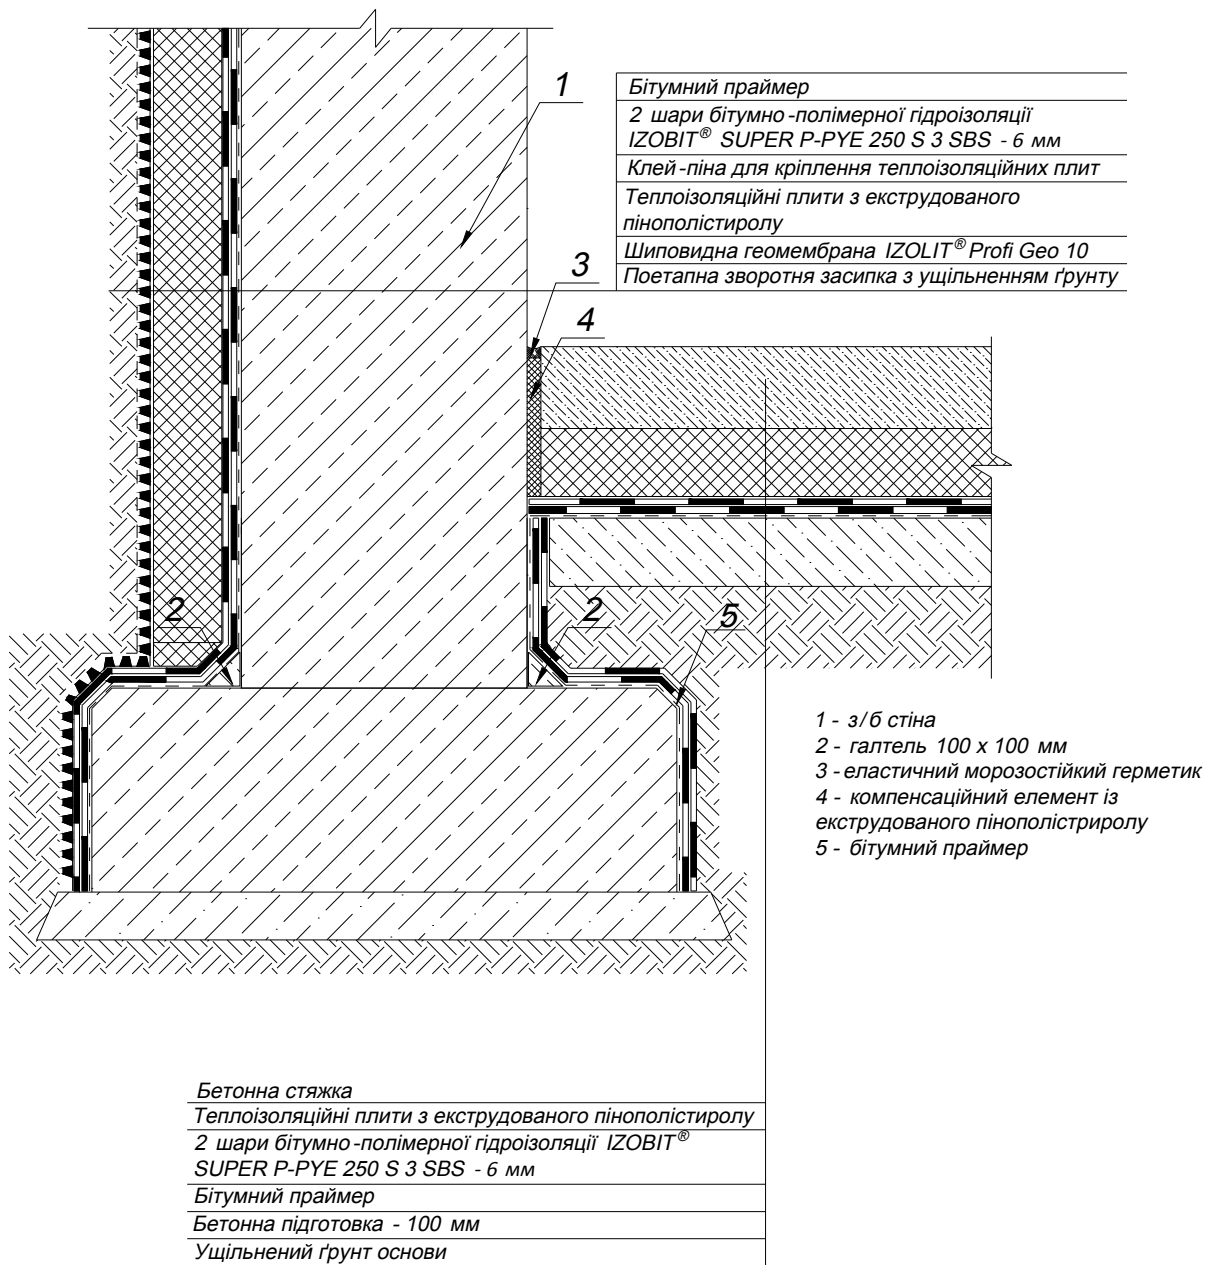 1
Бітумний праймер
2 шари бітумно-полімерної гідроізоляції
IZOBIT® SUPER P-PYE 250 S 3 SBS - 6 мм
Клей-піна для кріплення теплоізоляційних плит
Теплоізоляційні плити з екструдованого
пінополістиролу
Шиповидна геомембрана IZOLIT® Profi Geo 10
Поетапна зворотня засипка з ущільненням ґрунту
3
4
2
2
5
1 - з/б стіна
2 - галтель 100 x 100 мм
3 - еластичний морозостійкий герметик
4 - компенсаційний елемент із
екструдованого пінополістриролу
5 - бітумний праймер
Бетонна стяжка
Теплоізоляційні плити з екструдованого пінополістиролу
2 шари бітумно-полімерної гідроізоляції IZOBIT®
SUPER P-PYE 250 S 3 SBS - 6 мм
Бітумний праймер
Бетонна підготовка - 100 мм
Ущільнений ґрунт основи